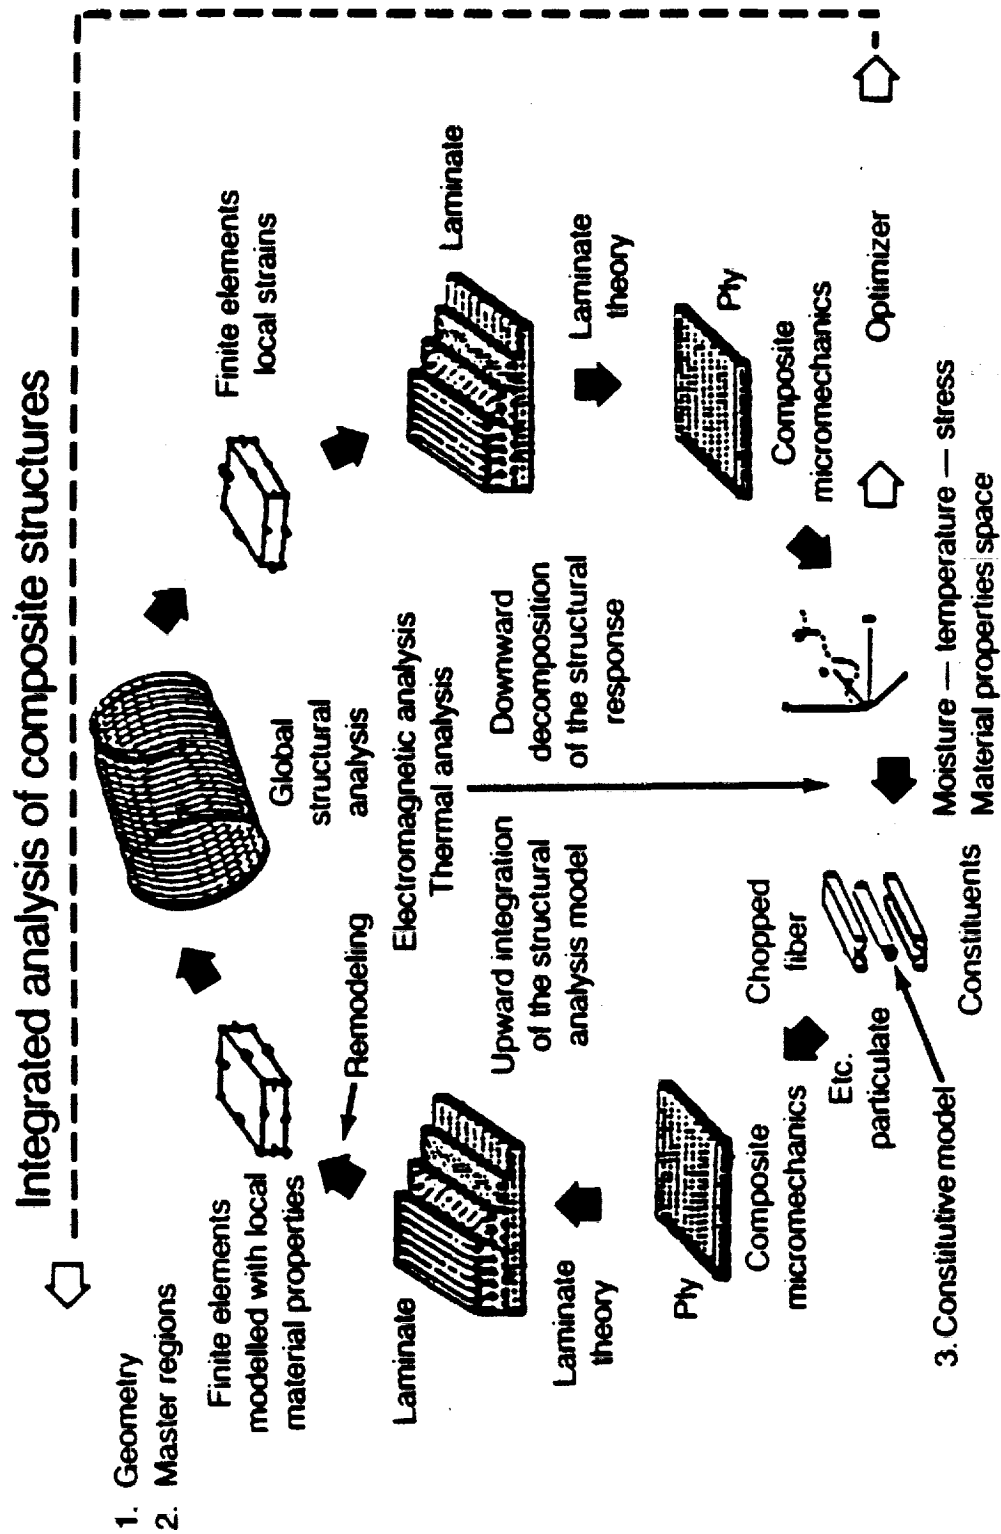 Integrated analysis of composite structures
1. Geometry
2. Master regions
Finite elements
modelled with local
material properties
Remodeling
Global
structural
analysis
Finite elements
local strains
Laminate
Electromagnetic analysis
Thermal analysis
Laminate
Laminate
theory
Upward integration
of the structural
analysis model
Downward
decomposition
of the structural
response
Laminate
theory
Ply
Ply
Composite
micromechanics
Etc.
particulate
Chopped
fiber
Composite
micromechanics
Optimizer
3. Constitutive model
Constituents
Moisture — temperature — stress
Material properties space